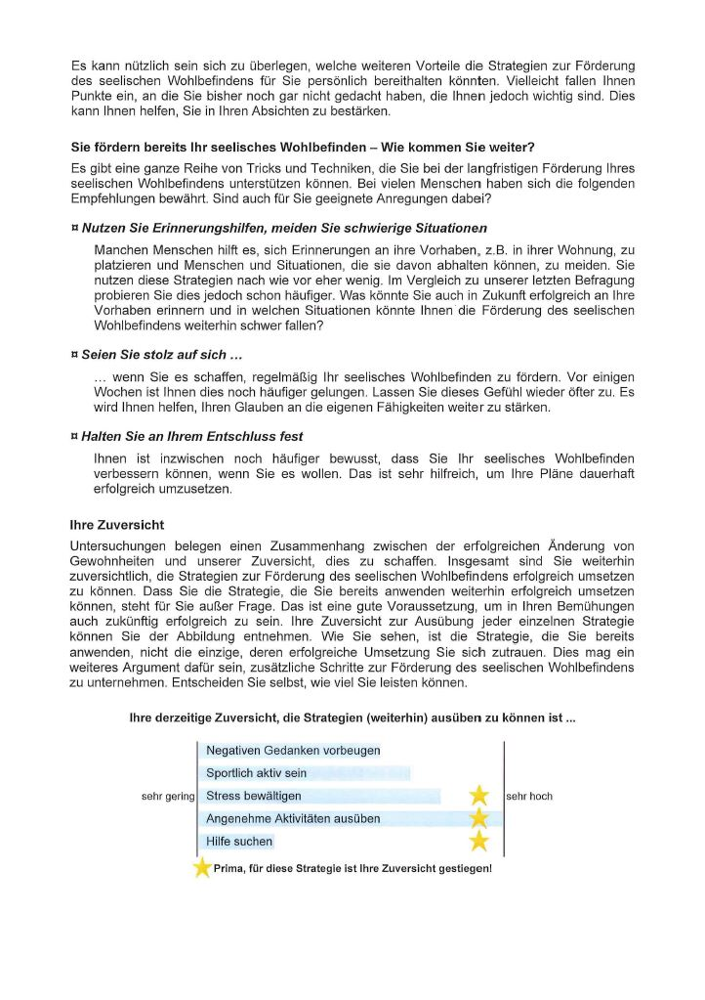 Es kann nützlich sein sich zu überlegen, welche weiteren Vorteile die Strategien zur Förderung
des seelischen Wohlbefindens für Sie persönlich bereithalten könnten. Vielleicht fallen Ihnen
Punkte ein, an die Sie bisher noch gar nicht gedacht haben, die Ihnen jedoch wichtig sind. Dies
kann Ihnen helfen, Sie in Ihren Absichten zu bestärken.
Sie fördern bereits Ihr seelisches Wohlbefinden – Wie kommen Sie weiter?
Es gibt eine ganze Reihe von Tricks und Techniken, die Sie bei der langfristigen Förderung Ihres
seelischen Wohlbefindens unterstützen können. Bei vielen Menschen haben sich die folgenden
Empfehlungen bewährt. Sind auch für Sie geeignete Anregungen dabei?
¤ Nutzen Sie Erinnerungshilfen, meiden Sie schwierige Situationen
Manchen Menschen hilft es, sich Erinnerungen an ihre Vorhaben, z.B. in ihrer Wohnung, zu
platzieren und Menschen und Situationen, die sie davon abhalten können, zu meiden. Sie
nutzen diese Strategien nach wie vor eher wenig. Im Vergleich zu unserer letzten Befragung
probieren Sie dies jedoch schon häufiger. Was könnte Sie auch in Zukunft erfolgreich an Ihre
Vorhaben erinnern und in welchen Situationen könnte Ihnen die Förderung des seelischen
Wohlbefindens weiterhin schwer fallen?
¤ Seien Sie stolz auf sich …
… wenn Sie es schaffen, regelmäßig Ihr seelisches Wohlbefinden zu fördern. Vor einigen
Wochen ist Ihnen dies noch häufiger gelungen. Lassen Sie dieses Gefühl wieder öfter zu. Es
wird Ihnen helfen, Ihren Glauben an die eigenen Fähigkeiten weiter zu stärken.
¤ Halten Sie an Ihrem Entschluss fest
Ihnen ist inzwischen noch häufiger bewusst, dass Sie Ihr seelisches Wohlbefinden
verbessern können, wenn Sie es wollen. Das ist sehr hilfreich, um Ihre Pläne dauerhaft
erfolgreich umzusetzen.
Ihre Zuversicht
Untersuchungen belegen einen Zusammenhang zwischen der erfolgreichen Änderung von
Gewohnheiten und unserer Zuversicht, dies zu schaffen. Insgesamt sind Sie weiterhin
zuversichtlich, die Strategien zur Förderung des seelischen Wohlbefindens erfolgreich umsetzen
zu können. Dass Sie die Strategie, die Sie bereits anwenden weiterhin erfolgreich umsetzen
können, steht für Sie außer Frage. Das ist eine gute Voraussetzung, um in Ihren Bemühungen
auch zukünftig erfolgreich zu sein. Ihre Zuversicht zur Ausübung jeder einzelnen Strategie
können Sie der Abbildung entnehmen. Wie Sie sehen, ist die Strategie, die Sie bereits
anwenden, nicht die einzige, deren erfolgreiche Umsetzung Sie sich zutrauen. Dies mag ein
weiteres Argument dafür sein, zusätzliche Schritte zur Förderung des seelischen Wohlbefindens
zu unternehmen. Entscheiden Sie selbst, wie viel Sie leisten können.
Ihre derzeitige Zuversicht, die Strategien (weiterhin) ausüben zu können ist ...
Negativen Gedanken vorbeugen
Sportlich aktiv sein
sehr gering Stress bewältigen sehr hoch
Angenehme Aktivitäten ausüben
Hilfe suchen
Prima, für diese Strategie ist Ihre Zuversicht gestiegen!